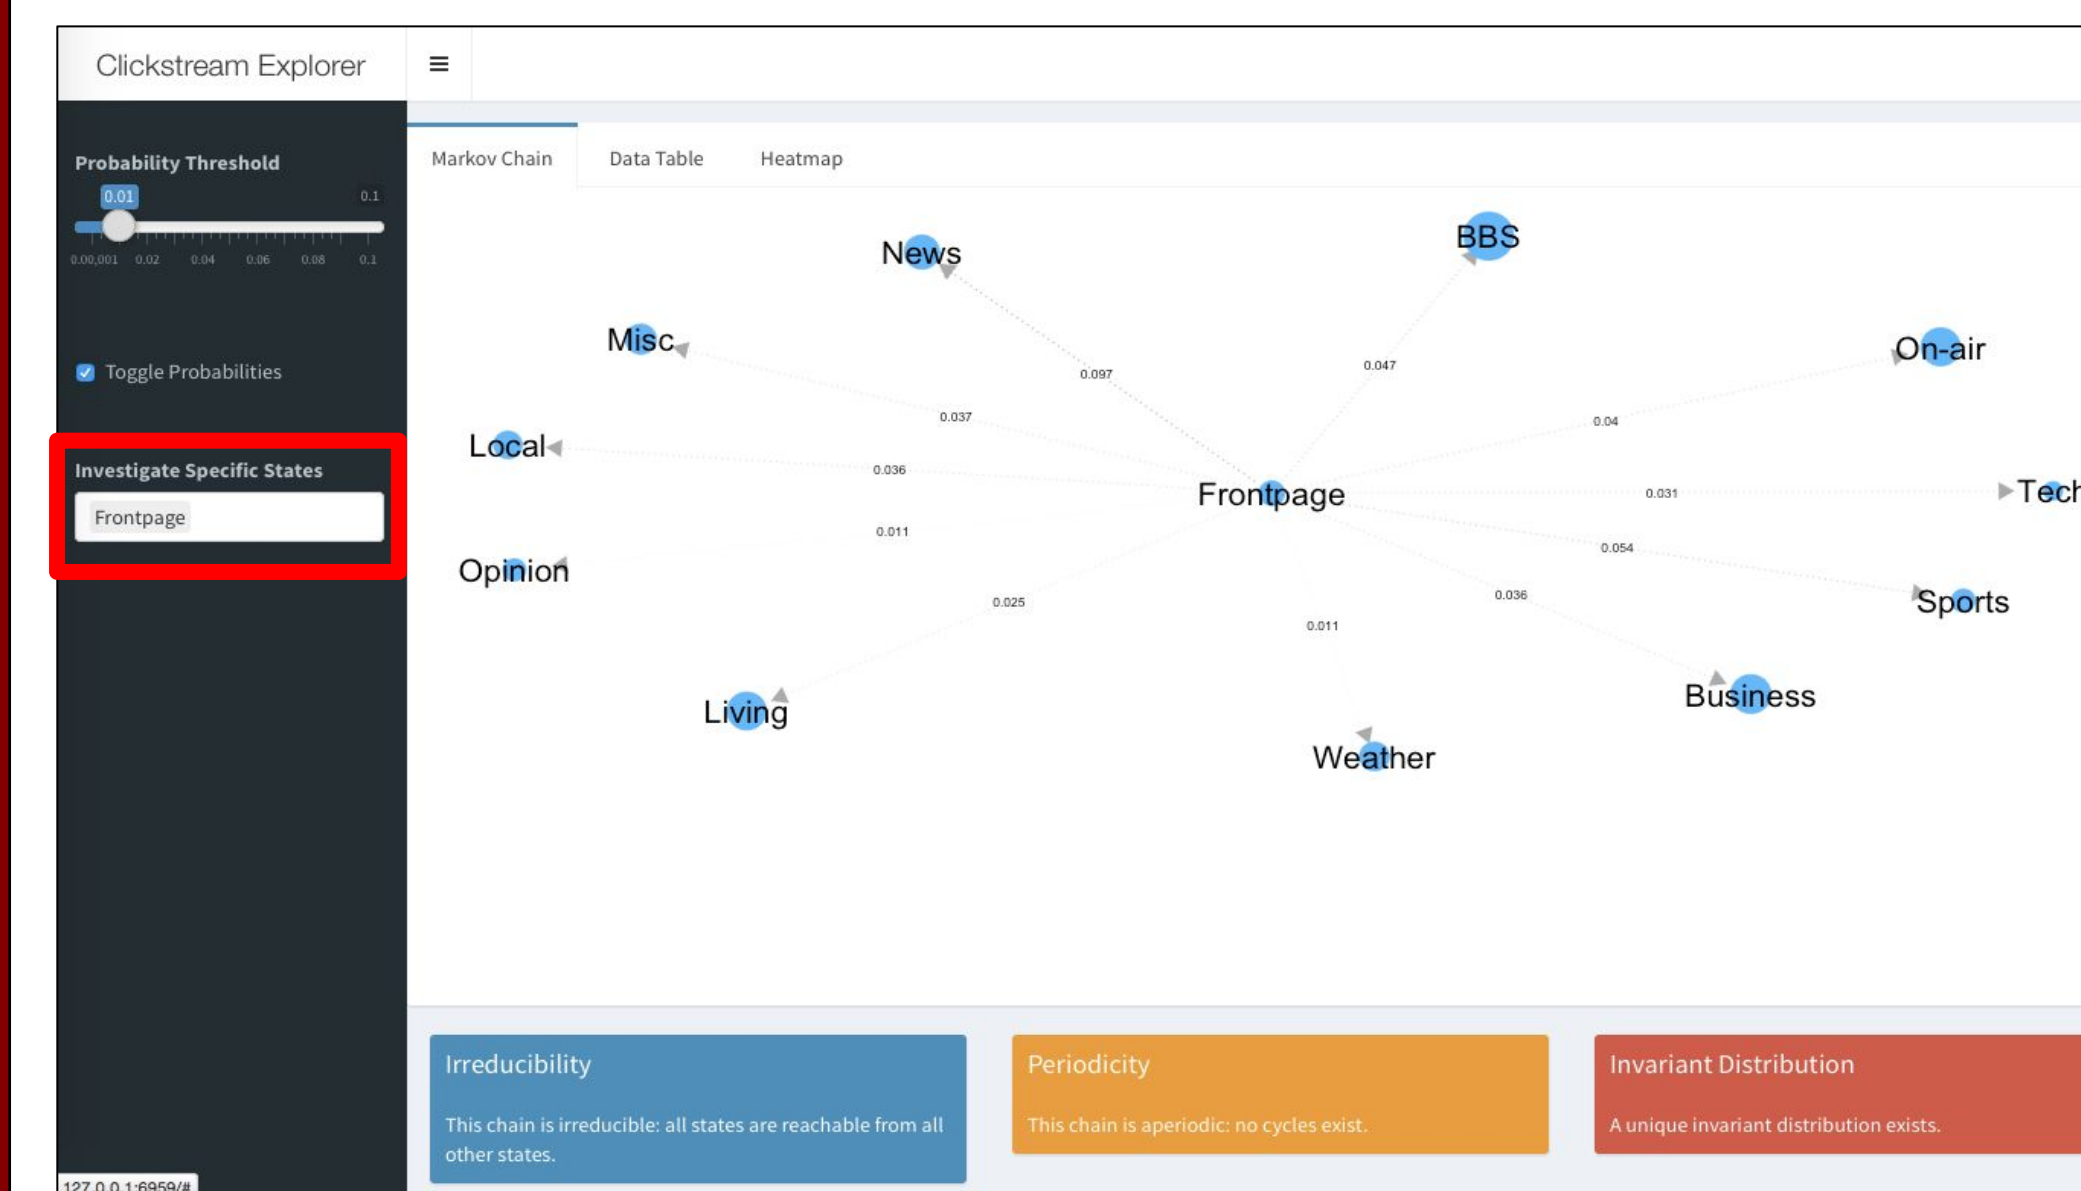 Clickstream Explorer
Probability Threshold
0.01
0.1
0.00,001 0.02 0.04 0.06 0.08 0.1
Toggle Probabilities
Investigate Specific States
Frontpage
Markov Chain Data Table Heatmap
News
BBS
Misc
On-air
0.097
0.047
0.037
0.04
Local
0.036
Frontpage
0.031
Tech
0.011
0.054
Opinion
0.025
0.036
Sports
0.011
Living
Business
Weather
Irreducibility
This chain is irreducible: all states are reachable from all
other states.
Periodicity
This chain is aperiodic: no cycles exist.
Invariant Distribution
A unique invariant distribution exists.
127.0.0.1:6959/#